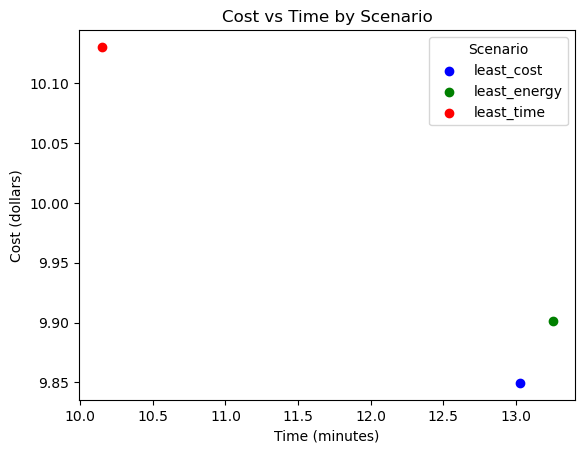 Cost vs Time by Scenario
Cost (dollars)
10.10
10.05
10.00
9.95
9.90
9.85
Scenario
least_cost
least_energy
least_time
10.0 10.5 11.0 11.5 12.0 12.5 13.0
Time (minutes)